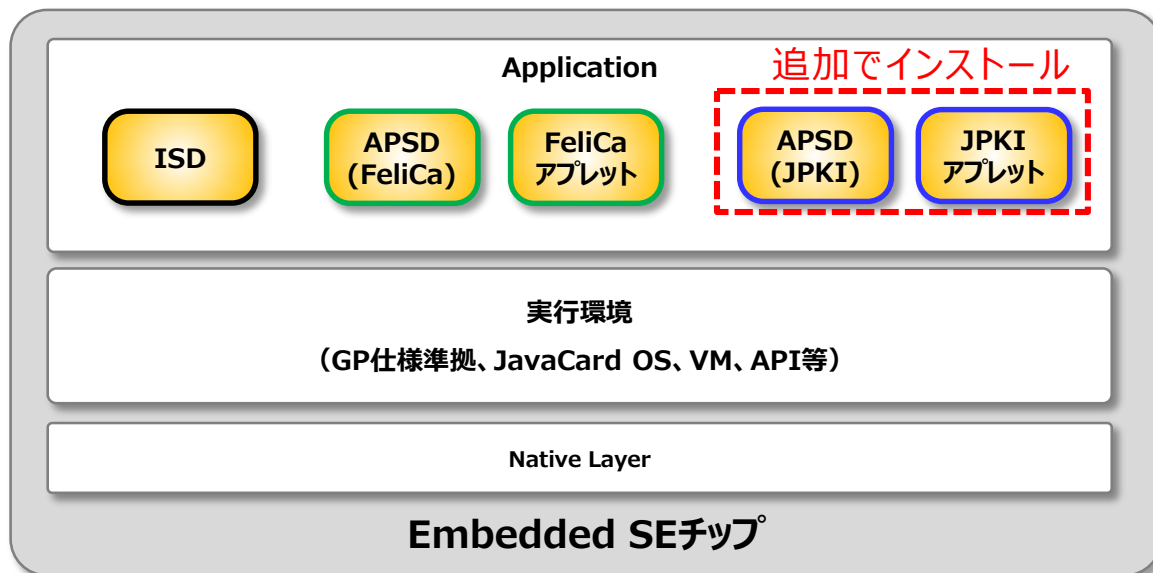 Application
追加でインストール
ISD
APSD
(FeliCa)
FeliCa
アプレット
APSD
(JPKI)
JPKI
アプレット
実行環境
（GP仕様準拠、JavaCard OS、VM、API等）
Native Layer
Embedded SEチップ